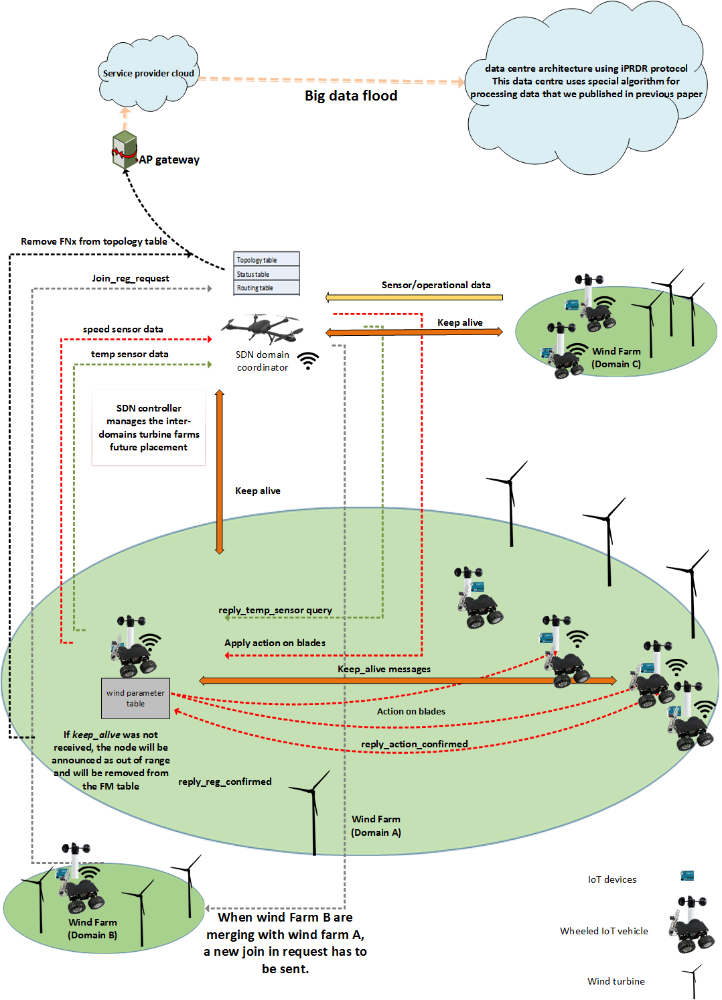 Service provider cloud
data centre architecture using iPRDR protocol
This data centre uses special algorithm for
processing data that we published in previous paper
Big data flood
AP gateway
Remove FNx from topology table
Topology table
Status table
Routing table
Join_reg_request
Sensor/operational data
Keep alive
speed sensor data
temp sensor data
SDN domain
coordinator
Wind Farm
(Domain C)
SDN controller
manages the inter-
domains turbine farms
future placement
Keep alive
reply_temp_sensor query
Apply action on blades
Keep_alive messages
wind parameter
table
Action on blades
reply_action_confirmed
If keep_alive was not
received, the node will be
announced as out of range
and will be removed from
the FM table
reply_reg_confirmed
Wind Farm
(Domain A)
Wind Farm
(Domain B)
When wind Farm B are
merging with wind farm A,
a new join in request has to
be sent.
IoT devices
Wheeled IoT vehicle
Wind turbine